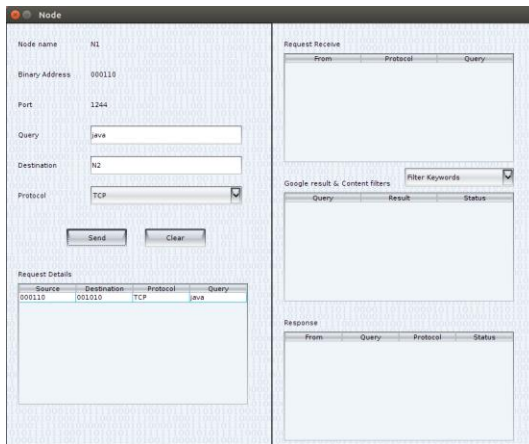 Node
Node name N1
Binary Address 000110
Port 1244
Query java
Destination N2
Protocol TCP
Send Clear
Request Details
Source Destination Protocol Query
000110 001010 TCP java
Request Receive
From Protocol Query
Google result & Content filters Filter Keywords
Query Result Status
Response
From Query Protocol Status